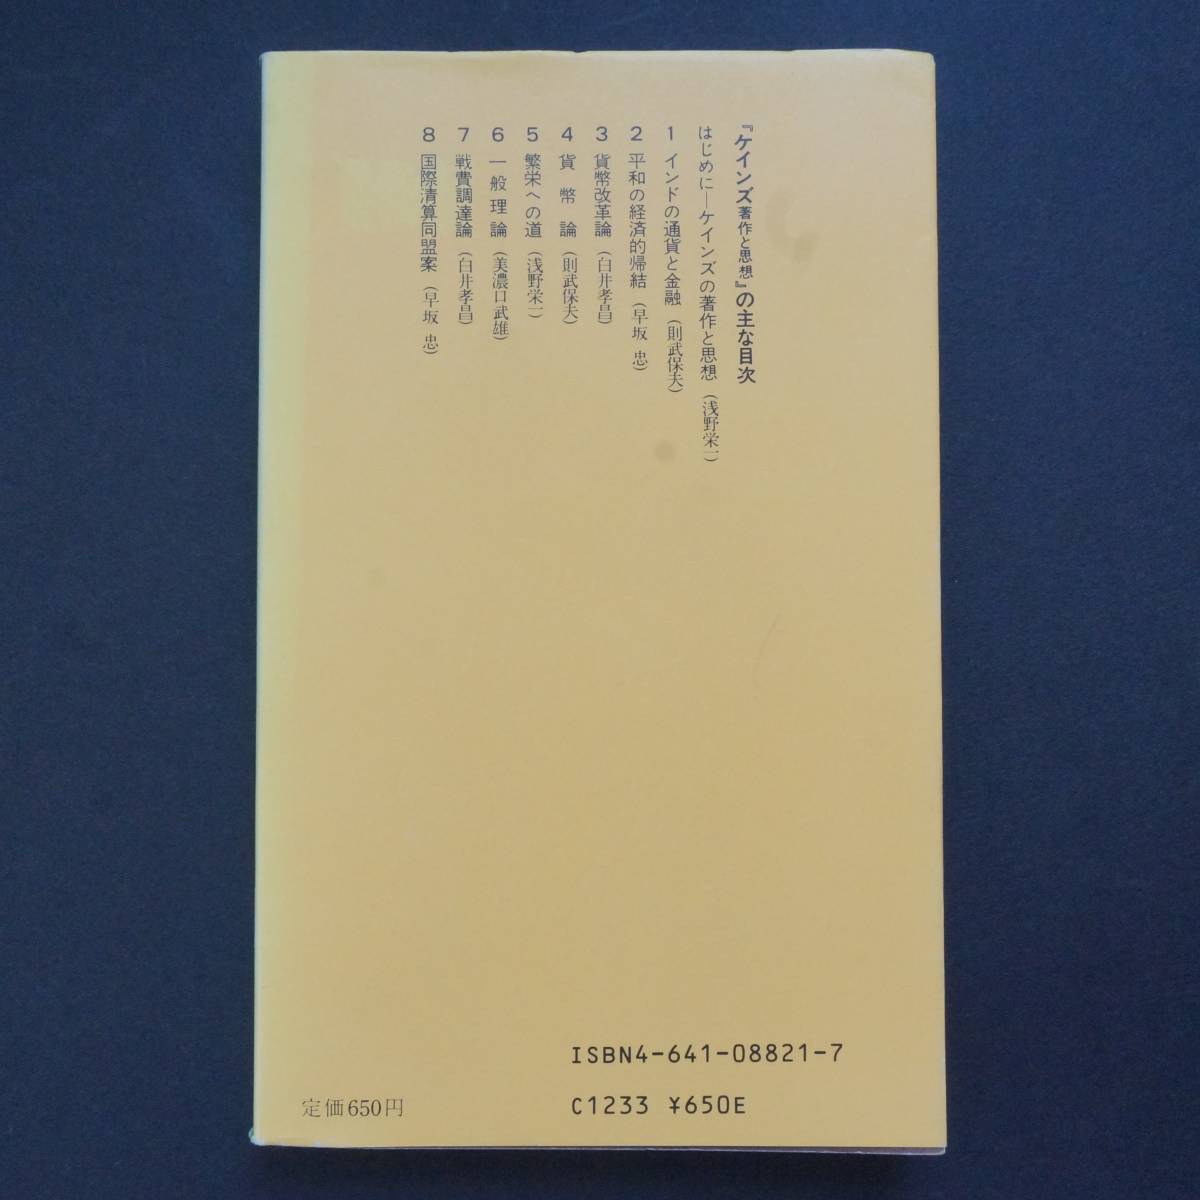 『ケインズ著作と思想』の主な目次
はじめに―ケインズの著作と思想（浅野栄一）
1 インドの通貨と金融（則武保夫）
2 平和の経済的帰結（早坂 忠）
3 貨幣改革論（白井孝昌）
4 貨幣論（則武保夫）
5 繁栄への道（浅野栄一）
6 一般理論（美濃口武雄）
7 戦費調達論（白井孝昌）
8 国際清算同盟案（早坂 忠）
ISBN4-641-08821-7
C1233 ¥650E
定価650円